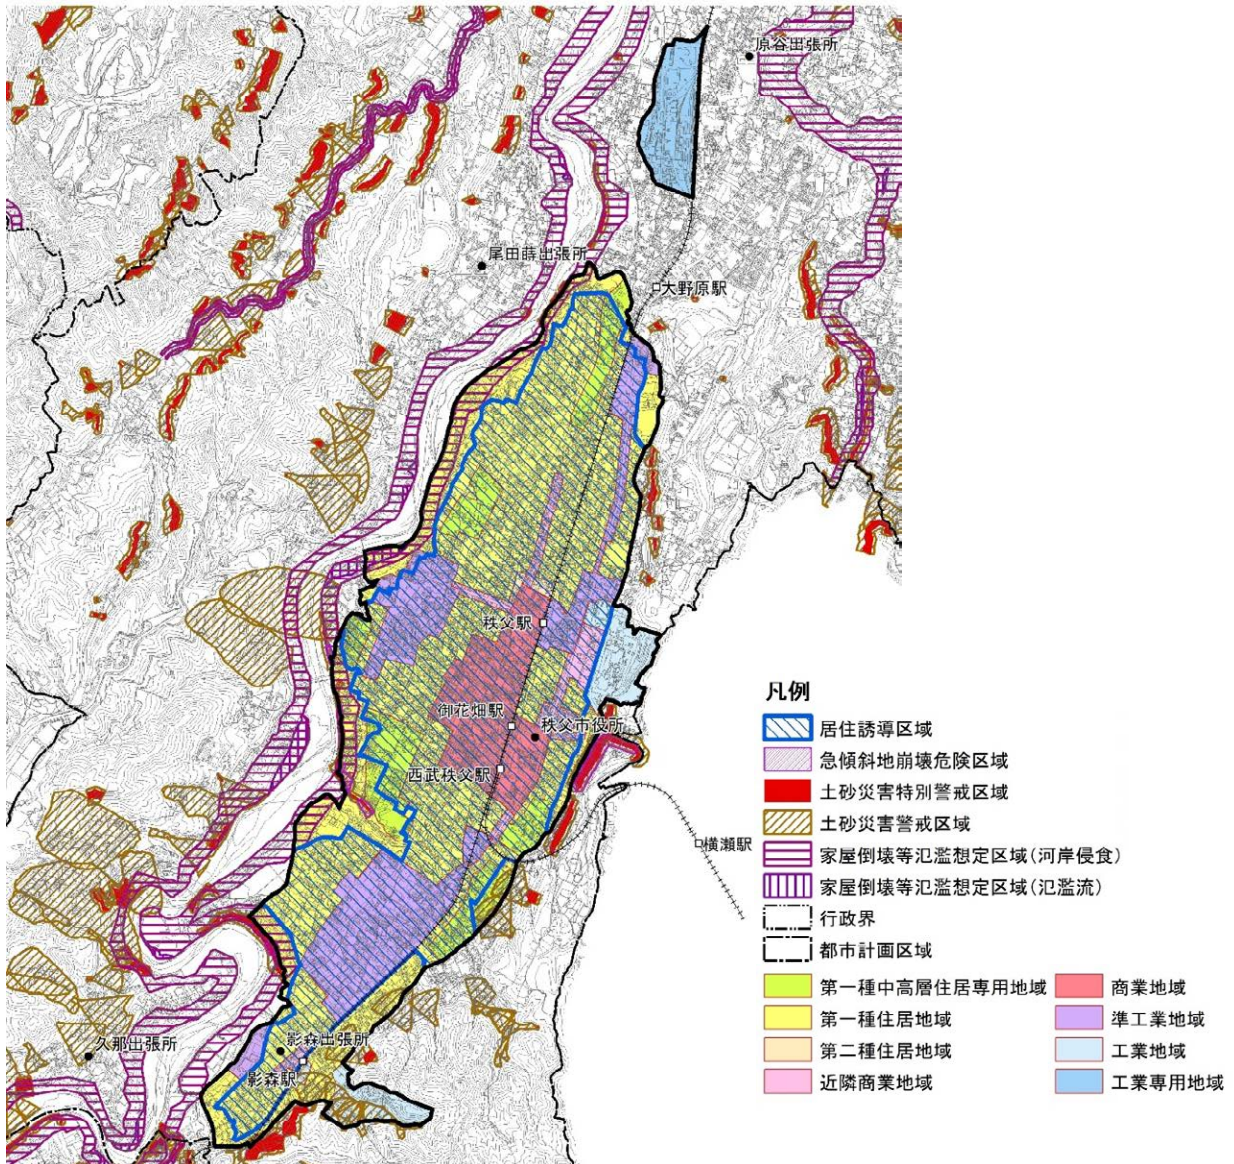 原谷出張所
尾田蒔出張所
大野原駅
秩父駅
御花畑駅
秩父市役所
西武秩父駅
横瀬駅
久那出張所
影森出張所
影森駅
凡例
居住誘導区域
急傾斜地崩壊危険区域
土砂災害特別警戒区域
土砂災害警戒区域
家屋倒壊等氾濫想定区域(河岸侵食)
家屋倒壊等氾濫想定区域(氾濫流)
行政界
都市計画区域
第一種中高層住居専用地域
商業地域
第一種住居地域
準工業地域
第二種住居地域
工業地域
近隣商業地域
工業専用地域